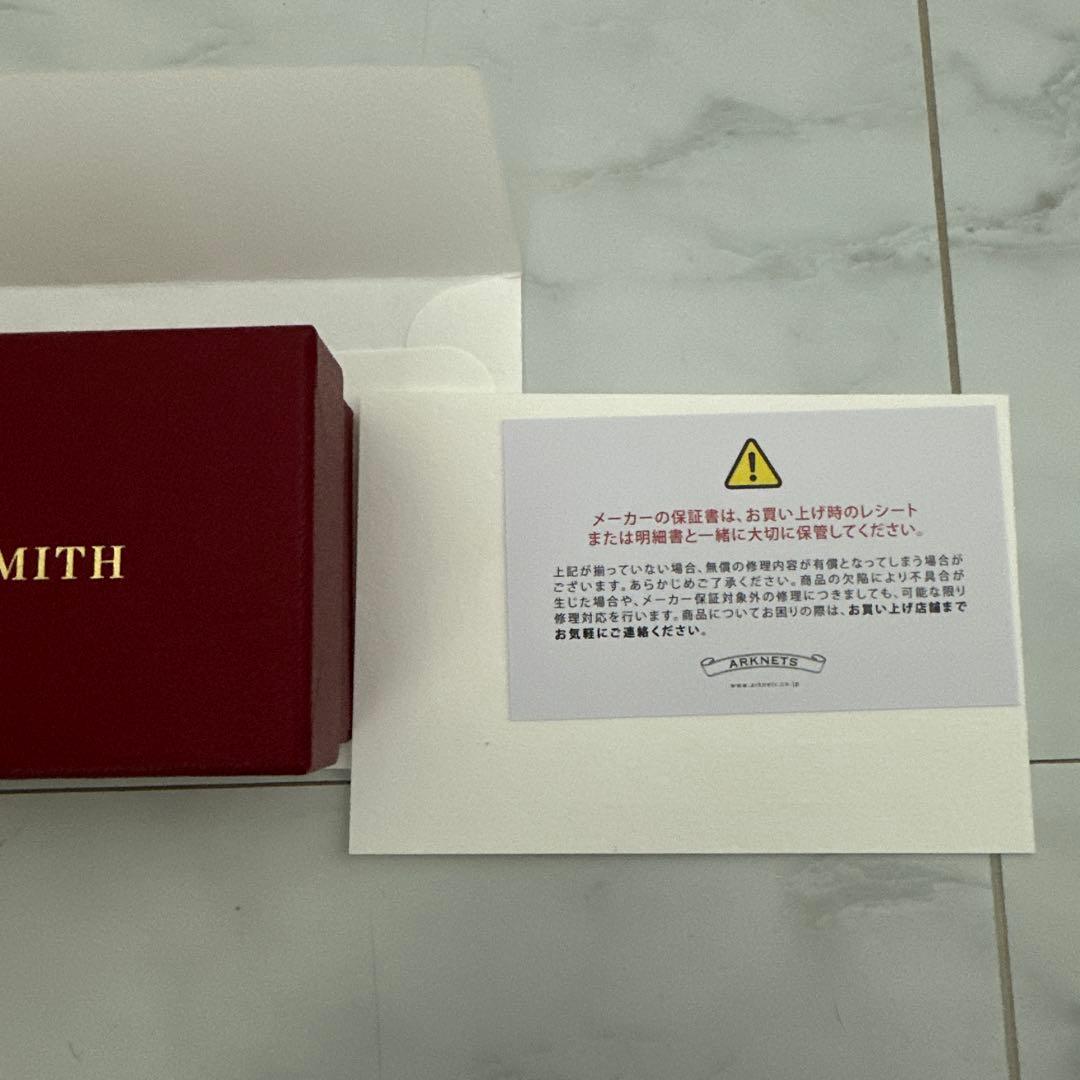 MITH
メーカーの保証書は、お買い上げ時のレシート
または明細書と一緒に大切に保管してください。
上記が揃っていない場合、無償の修理内容が有償となってしまう場合が
ございます。あらかじめご了承ください。商品の欠陥により不具合が
生じた場合や、メーカー保証対象外の修理につきましても、可能な限り
修理対応を行います。商品についてお困りの際は、お買い上げ店舗まで
お気軽にご連絡ください。
ARKNETS
www.arknets.co.jp